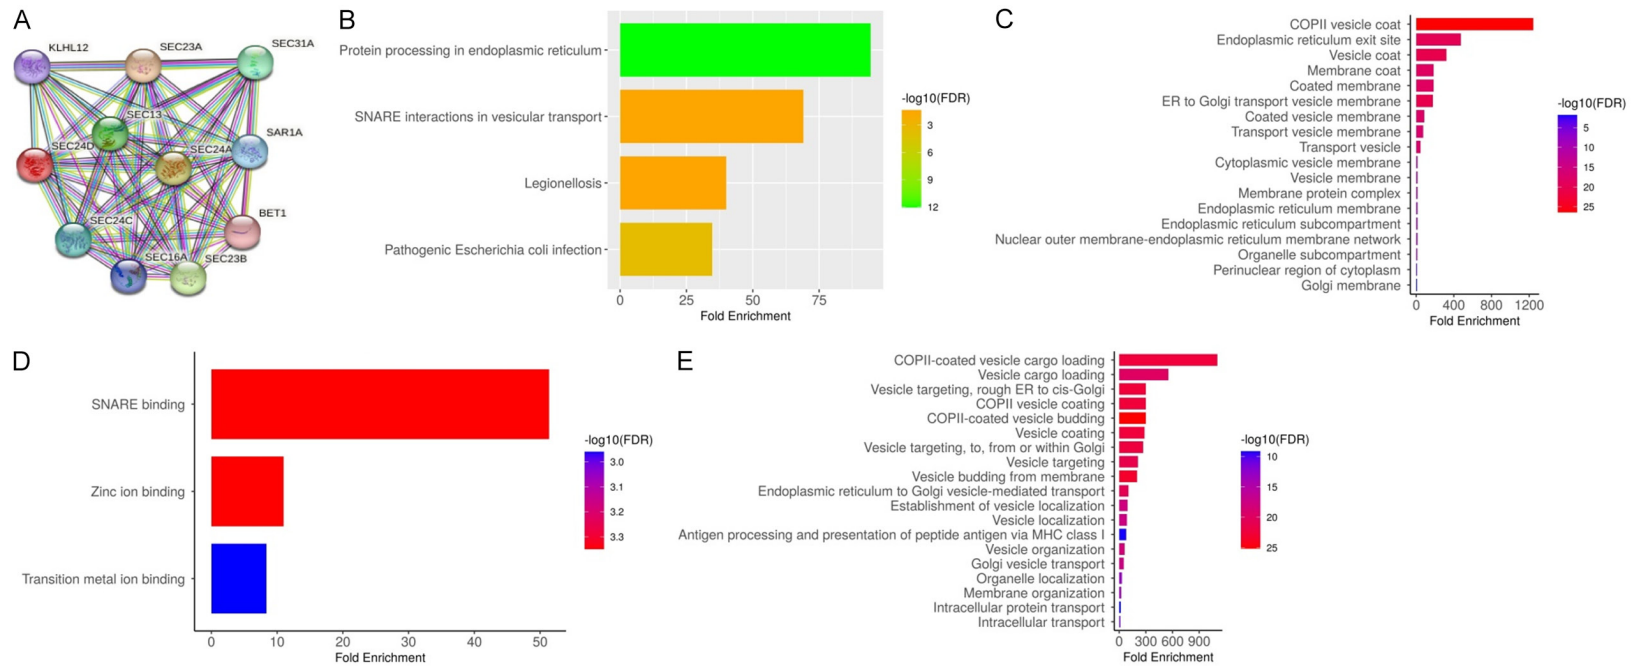 A
KLHL12
SEC23A
SEC31A
SEC13
SAR1A
SEC24D
SEC24A
BET1
SEC24C
SEC16A
SEC23B
B
Protein processing in endoplasmic reticulum
SNARE interactions in vesicular transport
Legionellosis
Pathogenic Escherichia coli infection
0 25 50 75
Fold Enrichment
-log10(FDR)
3
6
9
12
C
COPII vesicle coat
Endoplasmic reticulum exit site
Vesicle coat
Membrane coat
Coated membrane
ER to Golgi transport vesicle membrane
Coated vesicle membrane
Transport vesicle membrane
Transport vesicle
Cytoplasmic vesicle membrane
Vesicle membrane
Membrane protein complex
Endoplasmic reticulum membrane
Endoplasmic reticulum subcompartment
Nuclear outer membrane-endoplasmic reticulum membrane network
Organelle subcompartment
Perinuclear region of cytoplasm
Golgi membrane
0 400 800 1200
Fold Enrichment
-log10(FDR)
5
10
15
20
25
D
SNARE binding
Zinc ion binding
Transition metal ion binding
0 10 20 30 40 50
Fold Enrichment
-log10(FDR)
3.0
3.1
3.2
3.3
E
COPII-coated vesicle cargo loading
Vesicle cargo loading
Vesicle targeting, rough ER to cis-Golgi
COPII vesicle coating
COPII-coated vesicle budding
Vesicle coating
Vesicle targeting, to, from or within Golgi
Vesicle targeting
Vesicle budding from membrane
Endoplasmic reticulum to Golgi vesicle-mediated transport
Establishment of vesicle localization
Vesicle localization
Antigen processing and presentation of peptide antigen via MHC class I
Vesicle organization
Golgi vesicle transport
Organelle localization
Membrane organization
Intracellular protein transport
Intracellular transport
0 300 600 900
Fold Enrichment
-log10(FDR)
10
15
20
25